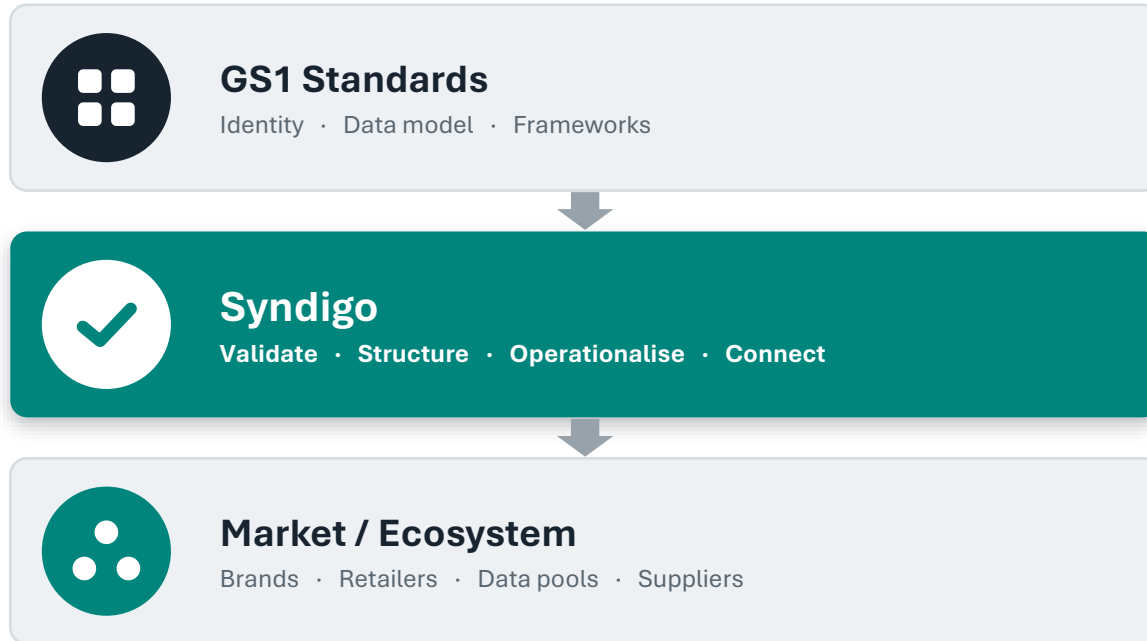 GS1 Standards
Identity · Data model · Frameworks
Syndigo
Validate · Structure · Operationalise · Connect
Market / Ecosystem
Brands · Retailers · Data pools · Suppliers